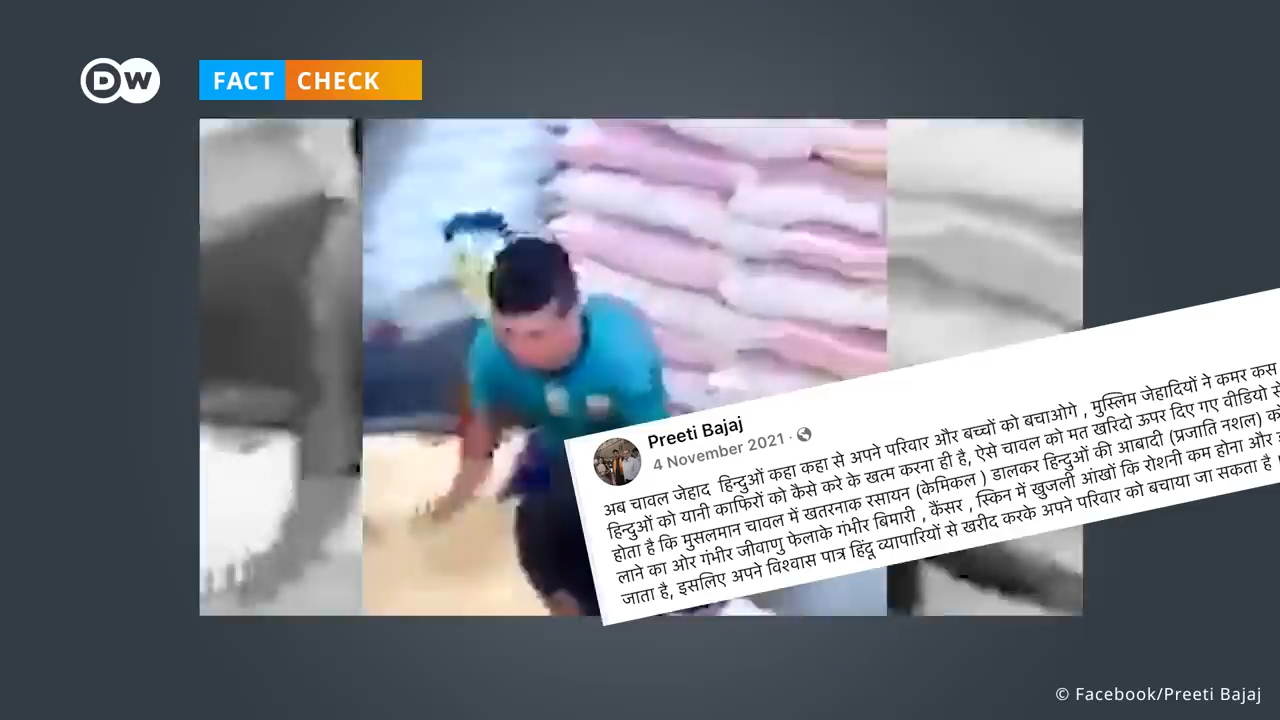 DW
FACT CHECK
Preeti Bajaj
4 November 2021 ·
अब चावल जेहाद हिन्दुओं कहा कहा से अपने परिवार और बच्चों को बचाओगे , मुस्लिम जेहादियों ने कमर कस
हिन्दुओं को यानी काफिरों को कैसे करे के खत्म करना ही है, ऐसे चावल को मत खरिदो ऊपर दिए गए वीडियो से
होता है कि मुसलमान चावल में खतरनाक रसायन (केमिकल ) डालकर हिन्दुओं की आबादी (प्रजाति नशल) को
लाने का ओर गंभीर जीवाणु फेलाके गंभीर बिमारी , कैंसर , स्किन में खुजली आंखों कि रोशनी कम होना और
जाता है, इसलिए अपने विश्वास पात्र हिंदू व्यापारियों से खरीद करके अपने परिवार को बचाया जा सकता है ।
© Facebook/Preeti Bajaj